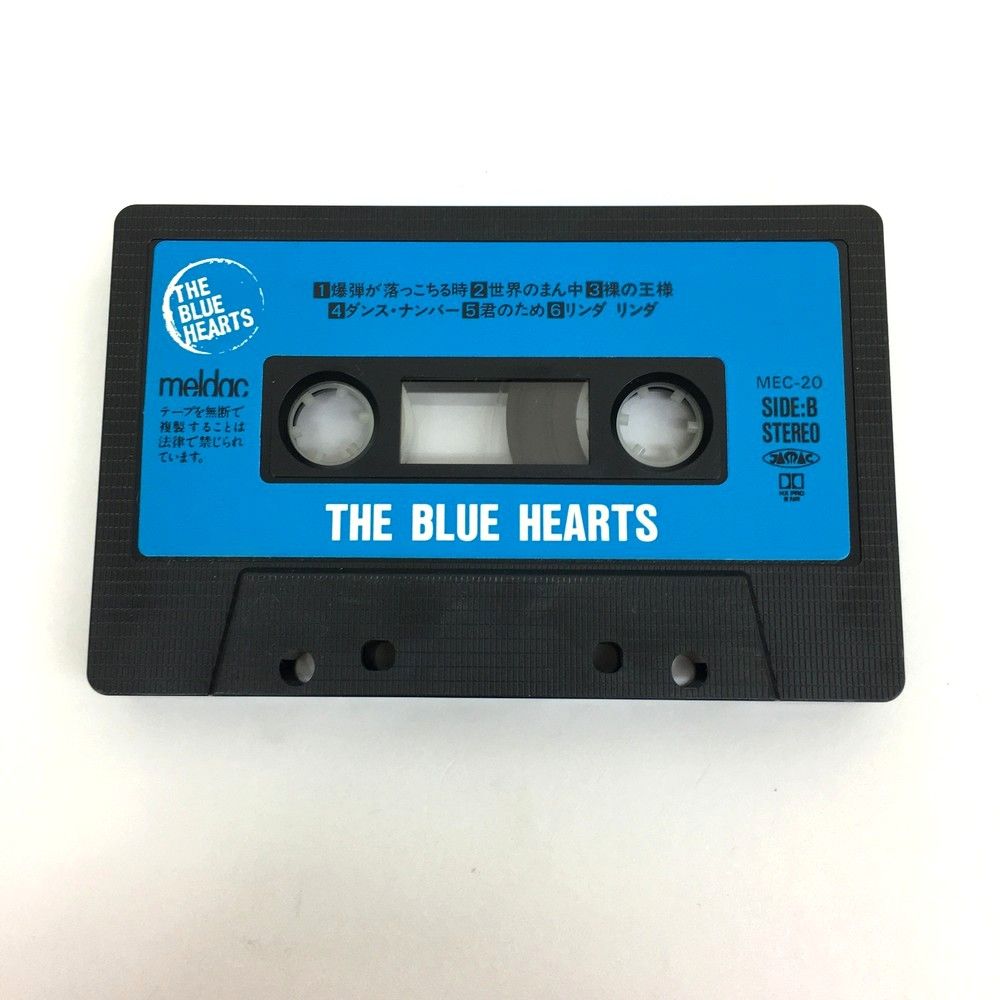 THE
BLUE
HEARTS
1爆弾が落っこちる時2世界のまん中3裸の王様
4ダンス・ナンバー5君のため6リンダ リンダ
meldac
テープを無断で
複製することは
法律で禁じられ
ています。
MEC-20
SIDE:B
STEREO
HX PRO
B NR
THE BLUE HEARTS